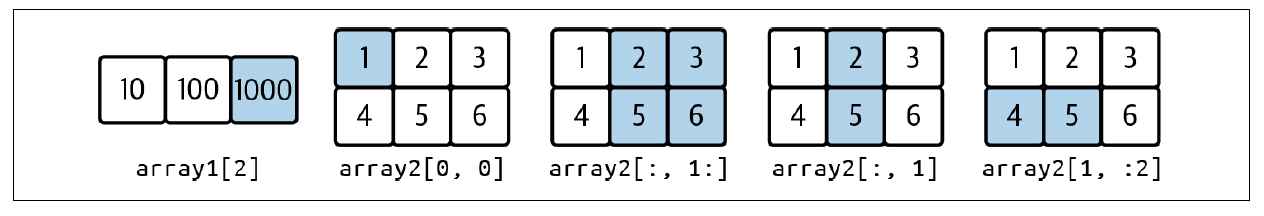 10 100 1000
1 2 3
4 5 6
1 2 3
4 5 6
1 2 3
4 5 6
1 2 3
4 5 6
array1[2]
array2[0, 0]
array2[:, 1:]
array2[:, 1]
array2[1, :2]